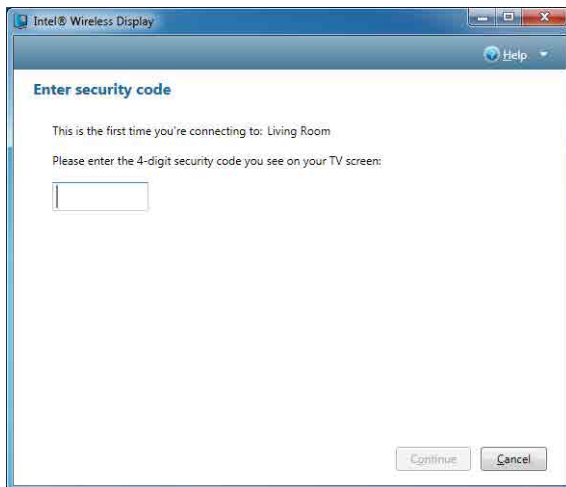 Intel® Wireless Display
Help
Enter security code
This is the first time you're connecting to: Living Room
Please enter the 4-digit security code you see on your TV screen:
Continue
Cancel